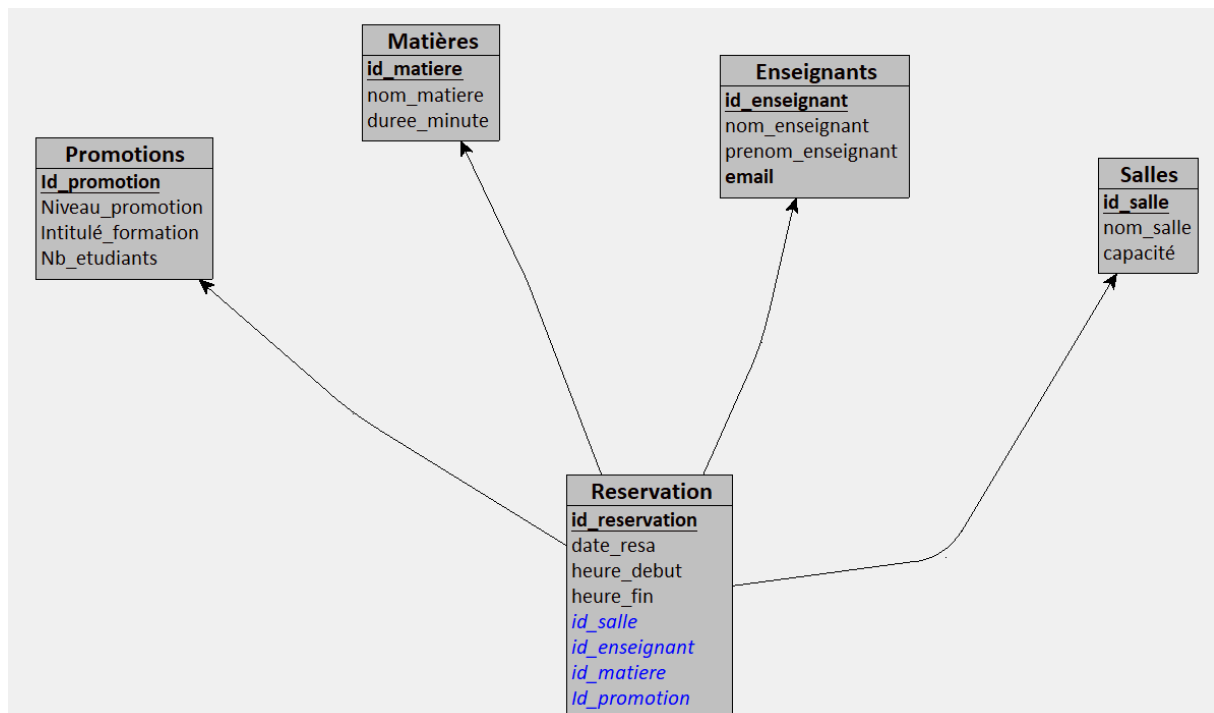 Matières
id_matiere
nom_matiere
duree_minute
Enseignants
id_enseignant
nom_enseignant
prenom_enseignant
email
Promotions
Id_promotion
Niveau_promotion
Intitulé_formation
Nb_etudiants
Salles
id_salle
nom_salle
capacité
Reservation
id_reservation
date_resa
heure_debut
heure_fin
id_salle
id_enseignant
id_matiere
Id_promotion